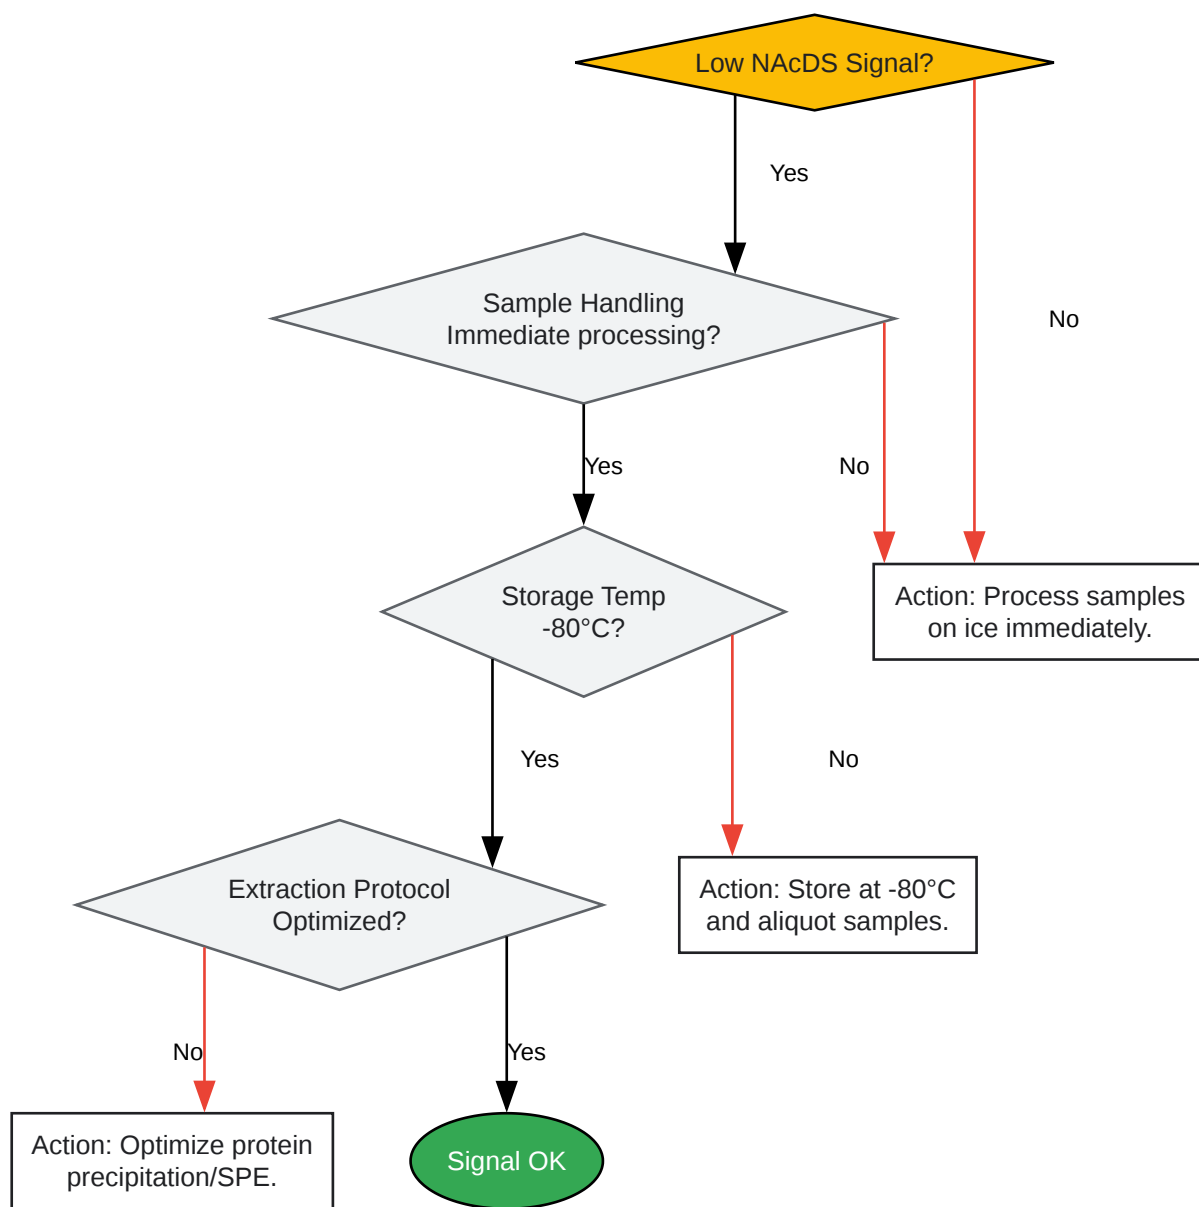 Low NAcDS Signal?
Yes
No
Sample Handling
Immediate processing?
Yes
No
Storage Temp
-80°C?
Action: Process samples
on ice immediately.
Yes
No
Extraction Protocol
Optimized?
Action: Store at -80°C
and aliquot samples.
No
Yes
Action: Optimize protein
precipitation/SPE.
Signal OK